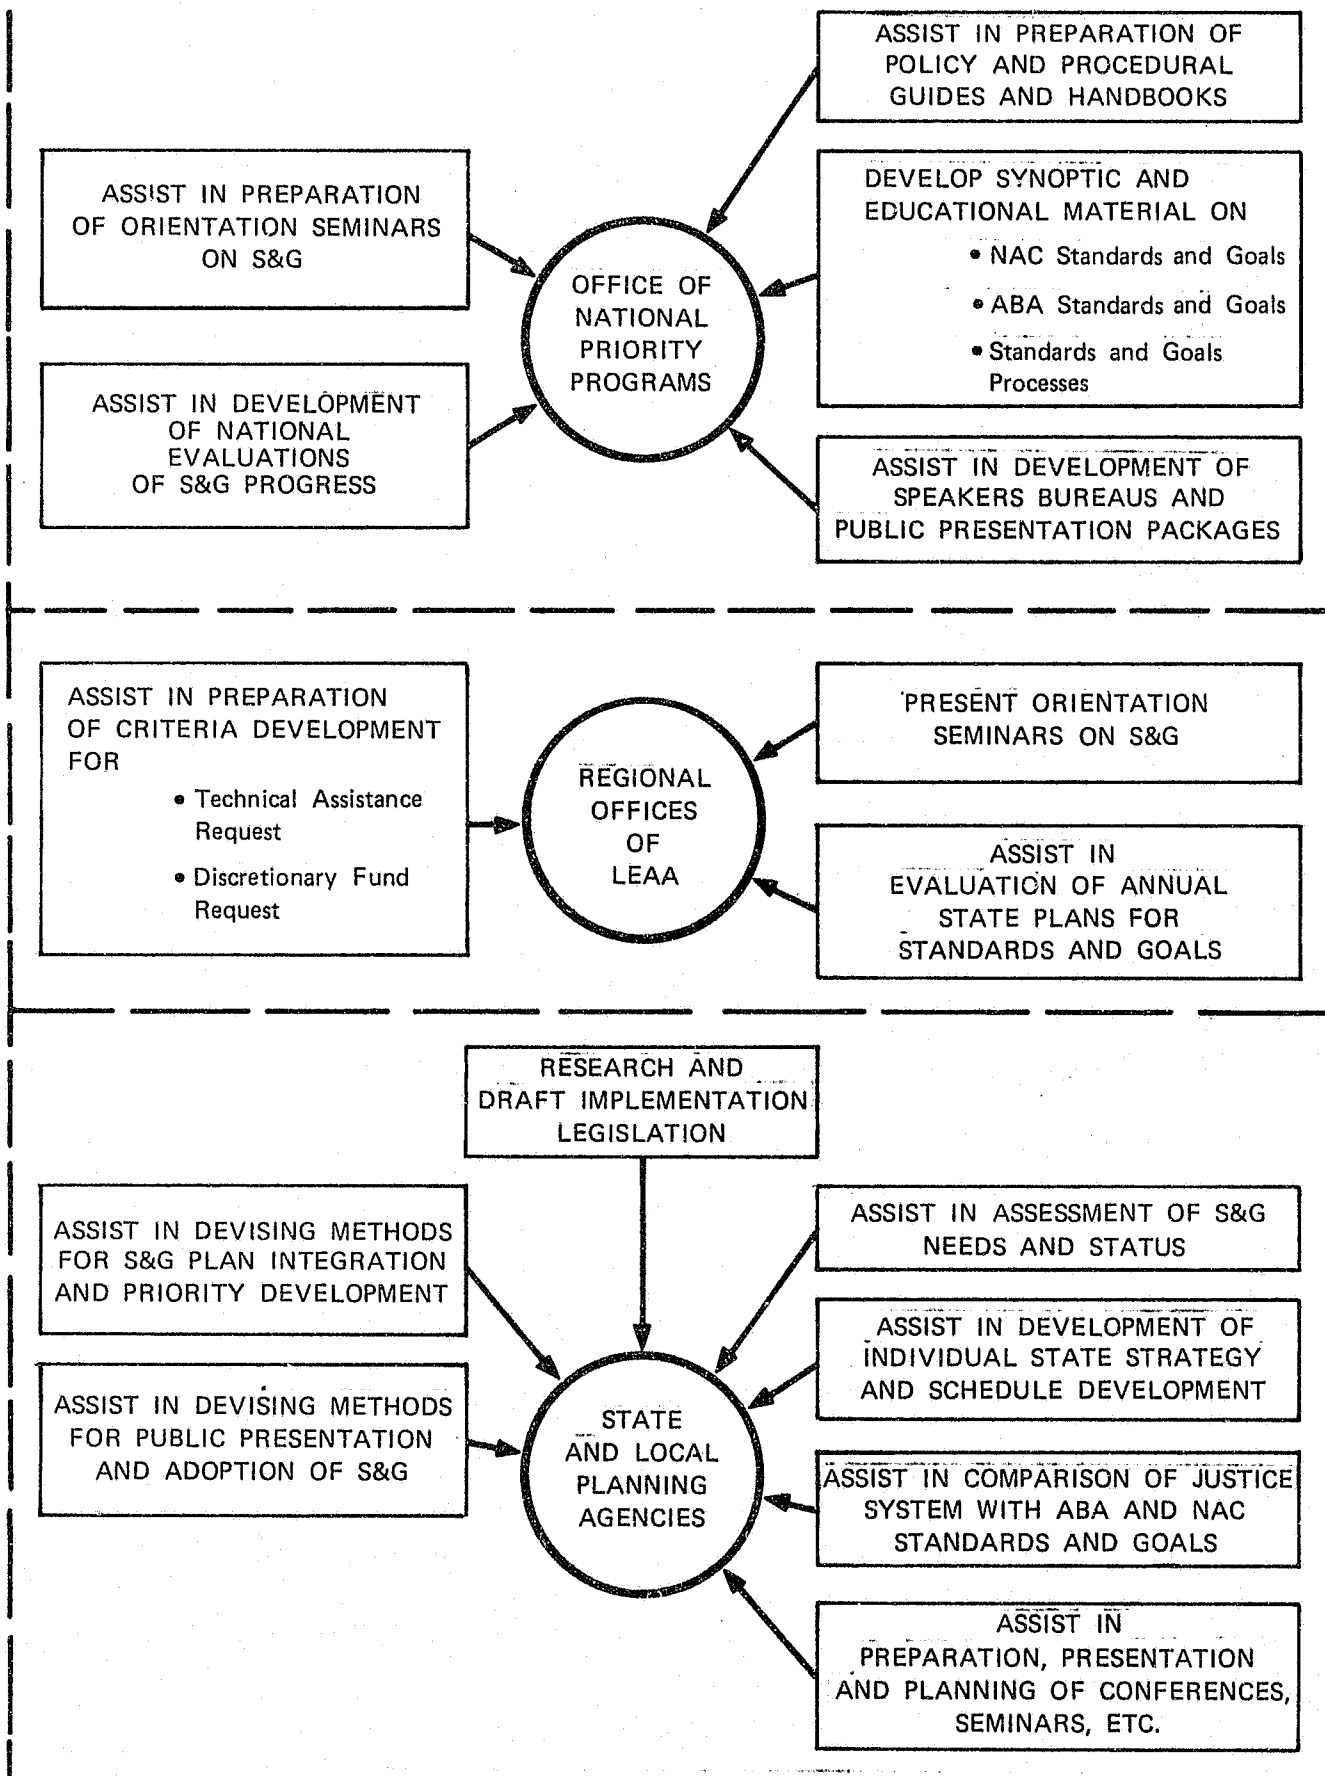 ASSIST IN PREPARATION OF
POLICY AND PROCEDURAL
GUIDES AND HANDBOOKS
ASSIST IN PREPARATION
OF ORIENTATION SEMINARS
ON S&G
DEVELOP SYNOPTIC AND
EDUCATIONAL MATERIAL ON
• NAC Standards and Goals
• ABA Standards and Goals
• Standards and Goals
Processes
OFFICE OF
NATIONAL
PRIORITY
PROGRAMS
ASSIST IN DEVELOPMENT
OF NATIONAL
EVALUATIONS
OF S&G PROGRESS
ASSIST IN DEVELOPMENT OF
SPEAKERS BUREAUS AND
PUBLIC PRESENTATION PACKAGES
ASSIST IN PREPARATION
OF CRITERIA DEVELOPMENT
FOR
• Technical Assistance
Request
• Discretionary Fund
Request
REGIONAL
OFFICES
OF
LEAA
PRESENT ORIENTATION
SEMINARS ON S&G
ASSIST IN
EVALUATION OF ANNUAL
STATE PLANS FOR
STANDARDS AND GOALS
RESEARCH AND
DRAFT IMPLEMENTATION
LEGISLATION
ASSIST IN DEVISING METHODS
FOR S&G PLAN INTEGRATION
AND PRIORITY DEVELOPMENT
ASSIST IN DEVISING METHODS
FOR PUBLIC PRESENTATION
AND ADOPTION OF S&G
STATE
AND LOCAL
PLANNING
AGENCIES
ASSIST IN ASSESSMENT OF S&G
NEEDS AND STATUS
ASSIST IN DEVELOPMENT OF
INDIVIDUAL STATE STRATEGY
AND SCHEDULE DEVELOPMENT
ASSIST IN COMPARISON OF JUSTICE
SYSTEM WITH ABA AND NAC
STANDARDS AND GOALS
ASSIST IN
PREPARATION, PRESENTATION
AND PLANNING OF CONFERENCES,
SEMINARS, ETC.